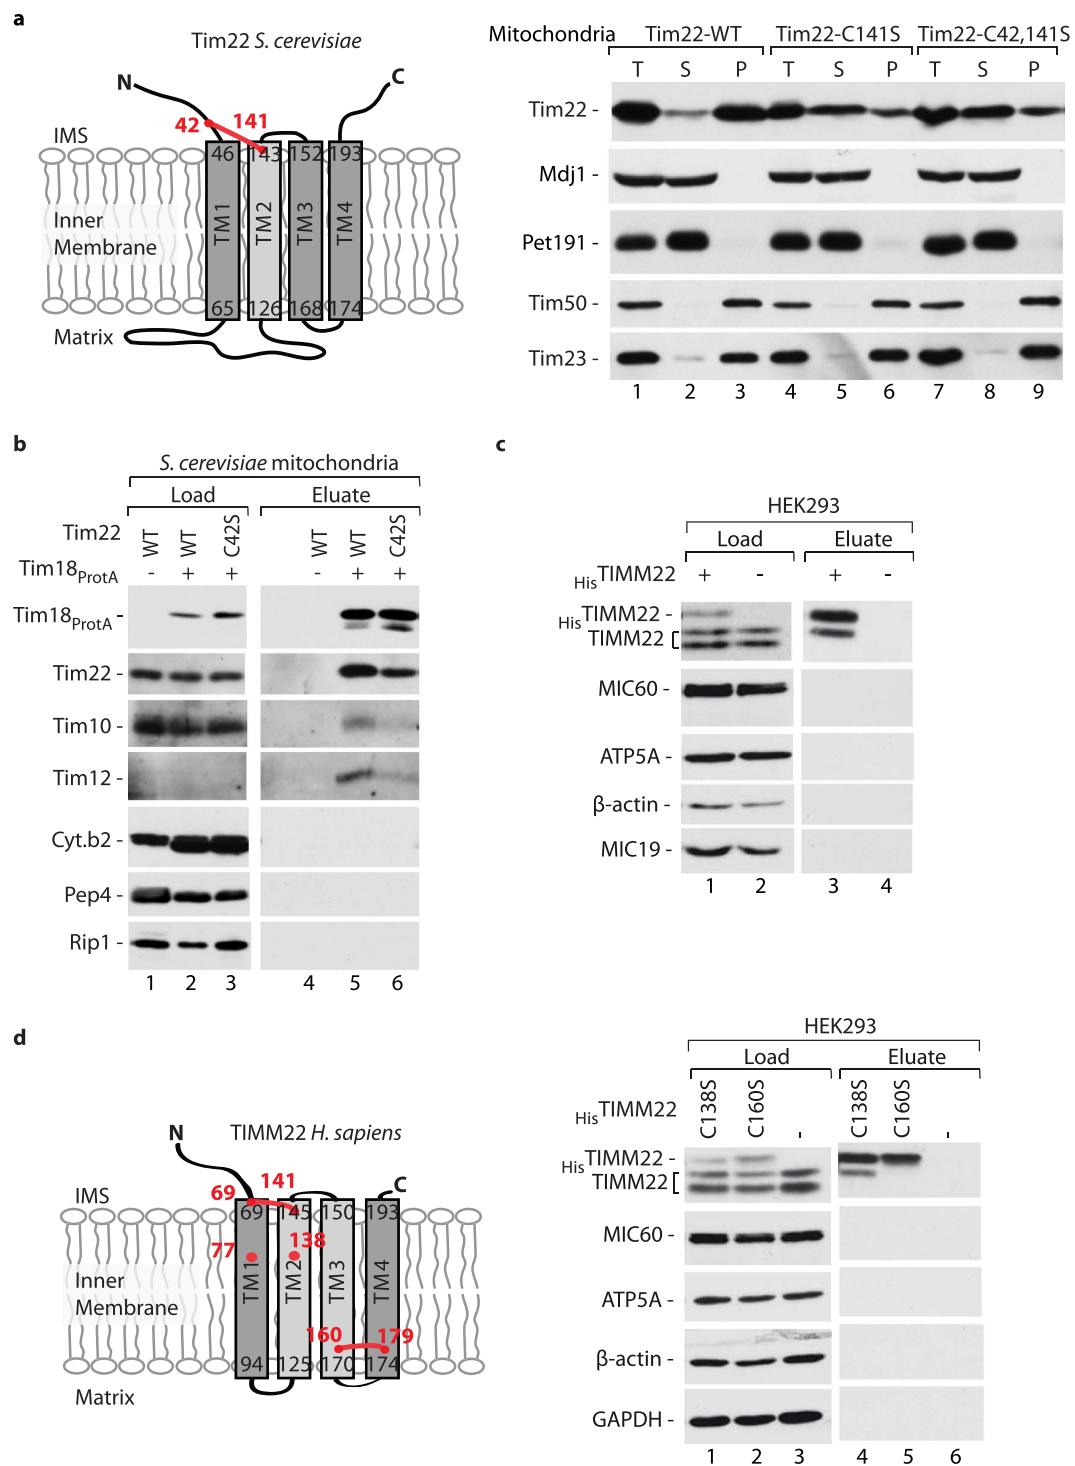 a
Tim22 S. cerevisiae
N
C
42
141
IMS
46
143
152
193
Inner
Membrane
TM1
TM2
TM3
TM4
65
126
168
174
Matrix
Mitochondria
Tim22-WT
Tim22-C141S
Tim22-C42,141S
T S P T S P T S P
Tim22 -
Mdj1 -
Pet191 -
Tim50 -
Tim23 -
1 2 3 4 5 6 7 8 9
b
S. cerevisiae mitochondria
Load
Eluate
Tim22
WT
WT
C42S
WT
WT
C42S
Tim18ProtA
- + + - + +
Tim18ProtA -
Tim22 -
Tim10 -
Tim12 -
Cyt.b2 -
Pep4 -
Rip1 -
1 2 3 4 5 6
c
HEK293
Load
Eluate
HisTIMM22
+ - + -
HisTIMM22 -
TIMM22
MIC60 -
ATP5A -
β-actin -
MIC19 -
1 2 3 4
d
TIMM22 H. sapiens
N
C
69
141
IMS
69
145
150
193
77
138
Inner
Membrane
TM1
TM2
TM3
TM4
160
179
94
125
170
174
Matrix
HEK293
Load
Eluate
HisTIMM22
C138S
C160S
-
C138S
C160S
-
HisTIMM22 -
TIMM22
MIC60 -
ATP5A -
β-actin -
GAPDH -
1 2 3 4 5 6